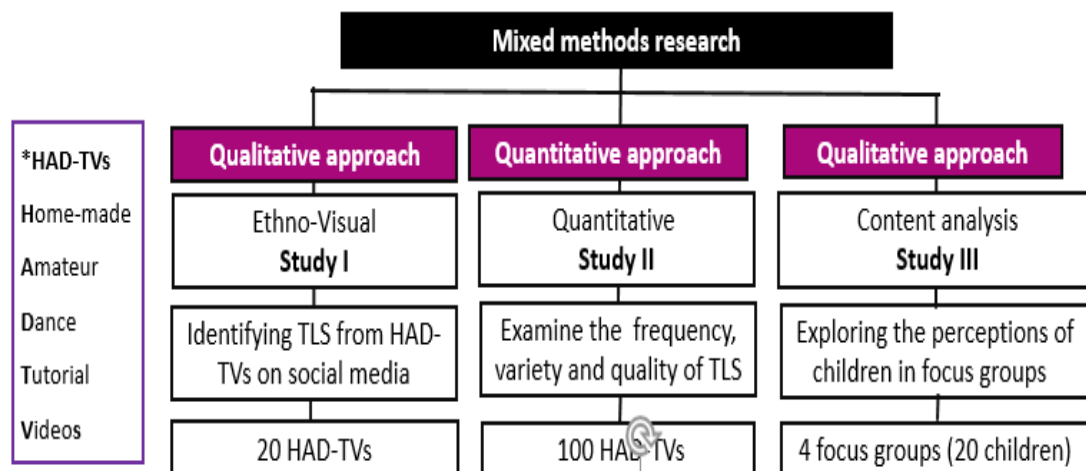 Mixed methods research
*HAD-TVs
Home-made
Amateur
Dance
Tutorial
Videos
Qualitative approach
Ethno-Visual
Study I
Identifying TLS from HAD-
TVs on social media
20 HAD-TVs
Quantitative approach
Quantitative
Study II
Examine the frequency,
variety and quality of TLS
100 HAD-TVs
Qualitative approach
Content analysis
Study III
Exploring the perceptions of
children in focus groups
4 focus groups (20 children)